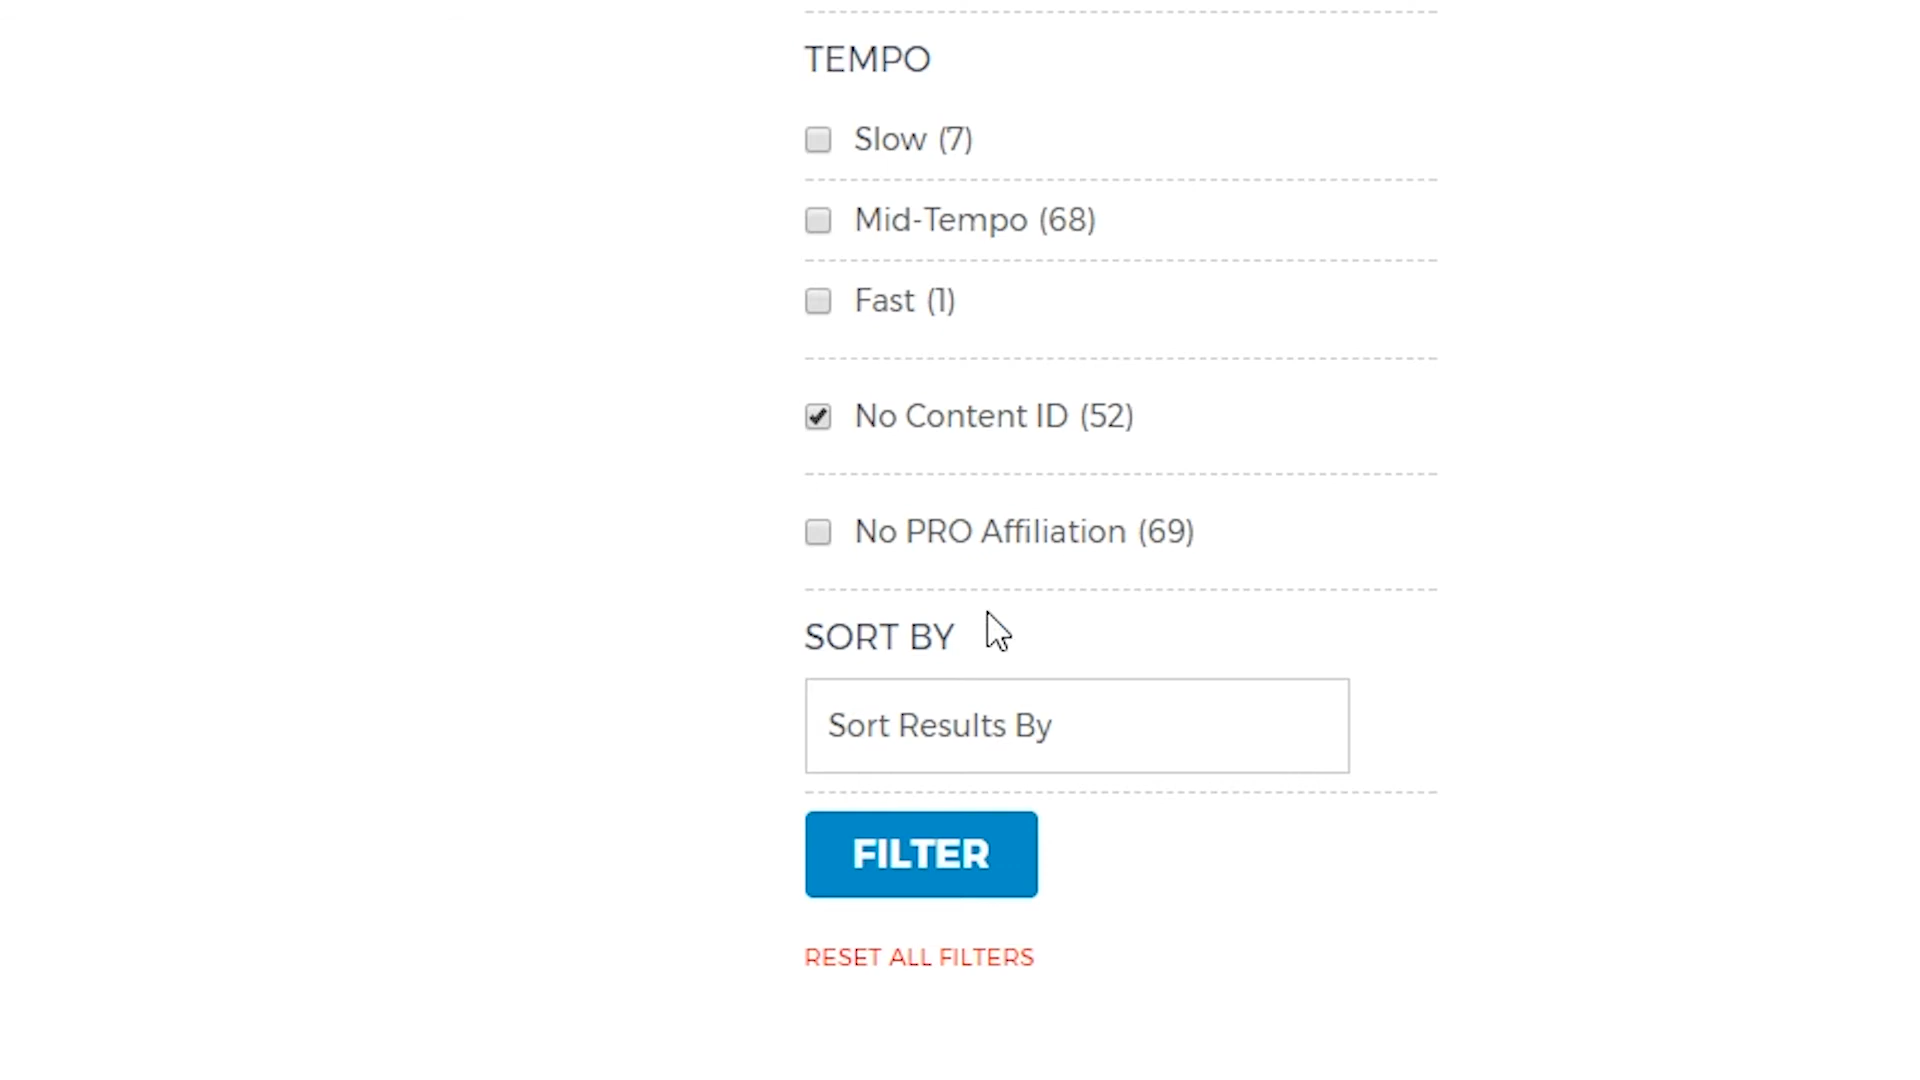 TEMPO
Slow (7)
Mid-Tempo (68)
Fast (1)
No Content ID (52)
No PRO Affiliation (69)
SORT BY
Sort Results By
FILTER
RESET ALL FILTERS